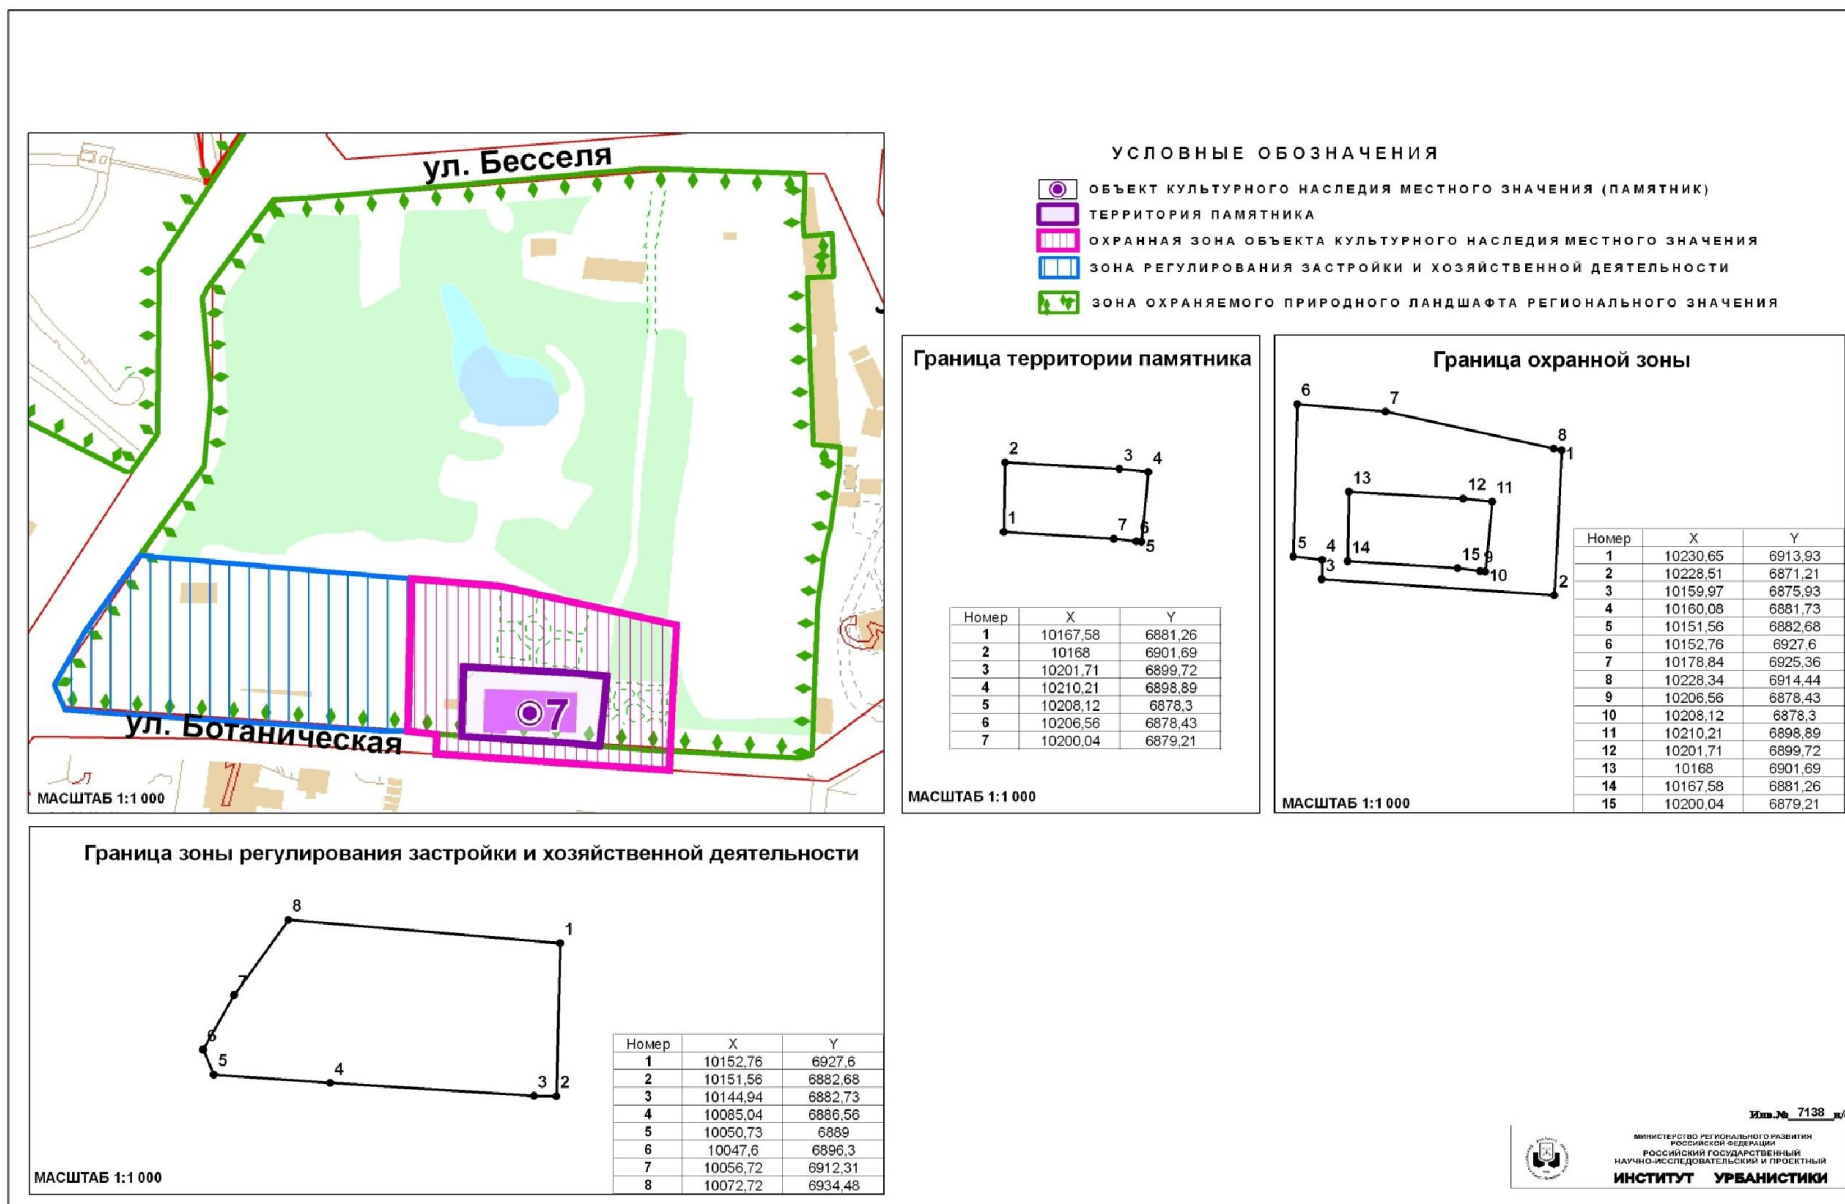 ул. Бесселя
ул. Ботаническая
7
МАСШТАБ 1:1 000
УСЛОВНЫЕ ОБОЗНАЧЕНИЯ
ОБЪЕКТ КУЛЬТУРНОГО НАСЛЕДИЯ МЕСТНОГО ЗНАЧЕНИЯ (ПАМЯТНИК)
ТЕРРИТОРИЯ ПАМЯТНИКА
ОХРАННАЯ ЗОНА ОБЪЕКТА КУЛЬТУРНОГО НАСЛЕДИЯ МЕСТНОГО ЗНАЧЕНИЯ
ЗОНА РЕГУЛИРОВАНИЯ ЗАСТРОЙКИ И ХОЗЯЙСТВЕННОЙ ДЕЯТЕЛЬНОСТИ
ЗОНА ОХРАНЯЕМОГО ПРИРОДНОГО ЛАНДШАФТА РЕГИОНАЛЬНОГО ЗНАЧЕНИЯ
Граница территории памятника
2
3 4
1
7 6
5
Номер X Y
1 10167,58 6881,26
2 10168 6901,69
3 10201,71 6899,72
4 10210,21 6898,89
5 10208,12 6878,3
6 10206,56 6878,43
7 10200,04 6879,21
МАСШТАБ 1:1 000
Граница охранной зоны
6 7
8
1
13 12 11
5 4 14 15 9
3 10 2
Номер X Y
1 10230,65 6913,93
2 10228,51 6871,21
3 10159,97 6875,93
4 10160,08 6881,73
5 10151,56 6882,68
6 10152,76 6927,6
7 10178,84 6925,36
8 10228,34 6914,44
9 10206,56 6878,43
10 10208,12 6878,3
11 10210,21 6898,89
12 10201,71 6899,72
13 10168 6901,69
14 10167,58 6881,26
15 10200,04 6879,21
МАСШТАБ 1:1 000
Граница зоны регулирования застройки и хозяйственной деятельности
8
1
7
6
5 4 3 2
Номер X Y
1 10152,76 6927,6
2 10151,56 6882,68
3 10144,94 6882,73
4 10085,04 6886,56
5 10050,73 6889
6 10047,6 6896,3
7 10056,72 6912,31
8 10072,72 6934,48
МАСШТАБ 1:1 000
Инв.№ 7138
МИНИСТЕРСТВО РЕГИОНАЛЬНОГО РАЗВИТИЯ
РОССИЙСКОЙ ФЕДЕРАЦИИ
РОССИЙСКИЙ ГОСУДАРСТВЕННЫЙ
НАУЧНО-ИССЛЕДОВАТЕЛЬСКИЙ И ПРОЕКТНЫЙ
ИНСТИТУТ УРБАНИСТИКИ